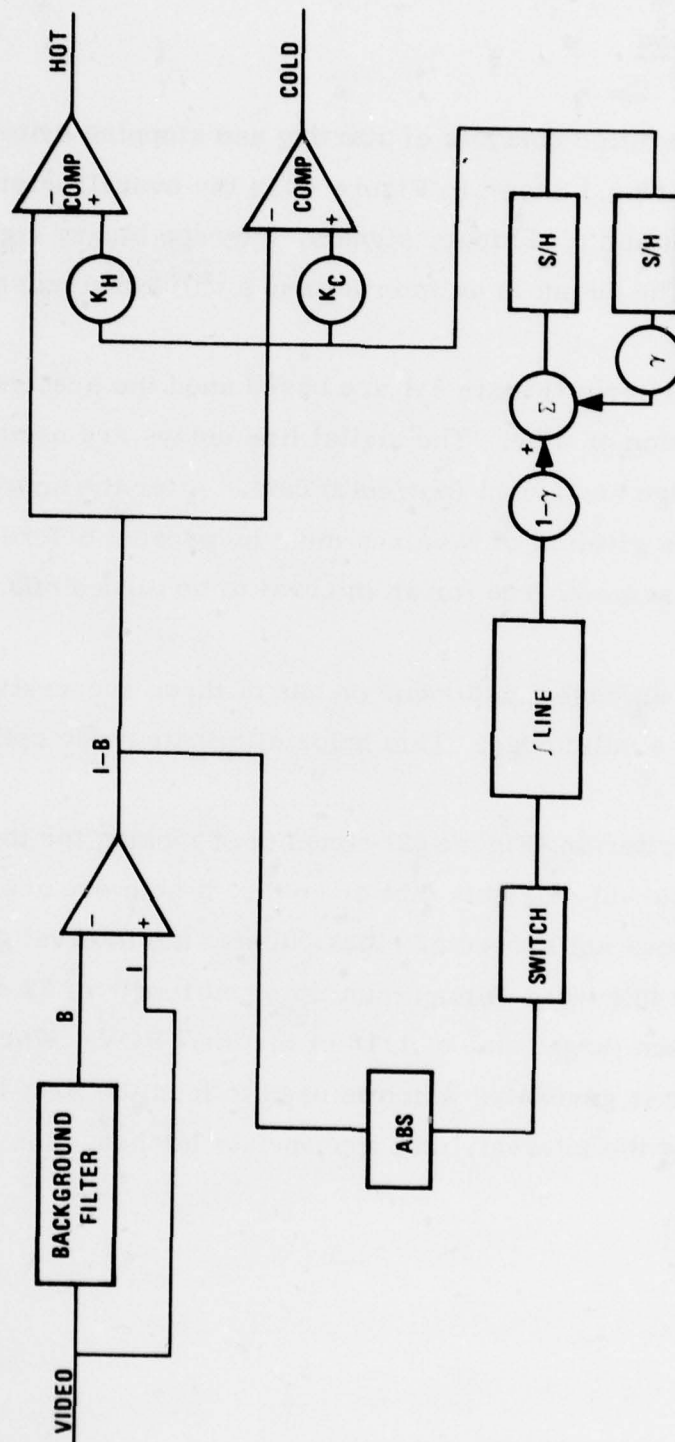 VIDEO
BACKGROUND
FILTER
B
I
−
+
I−B
ABS
SWITCH
∫ LINE
1−γ
+
Σ
γ
S/H
S/H
K_H
K_C
−
COMP
+
HOT
−
COMP
+
COLD